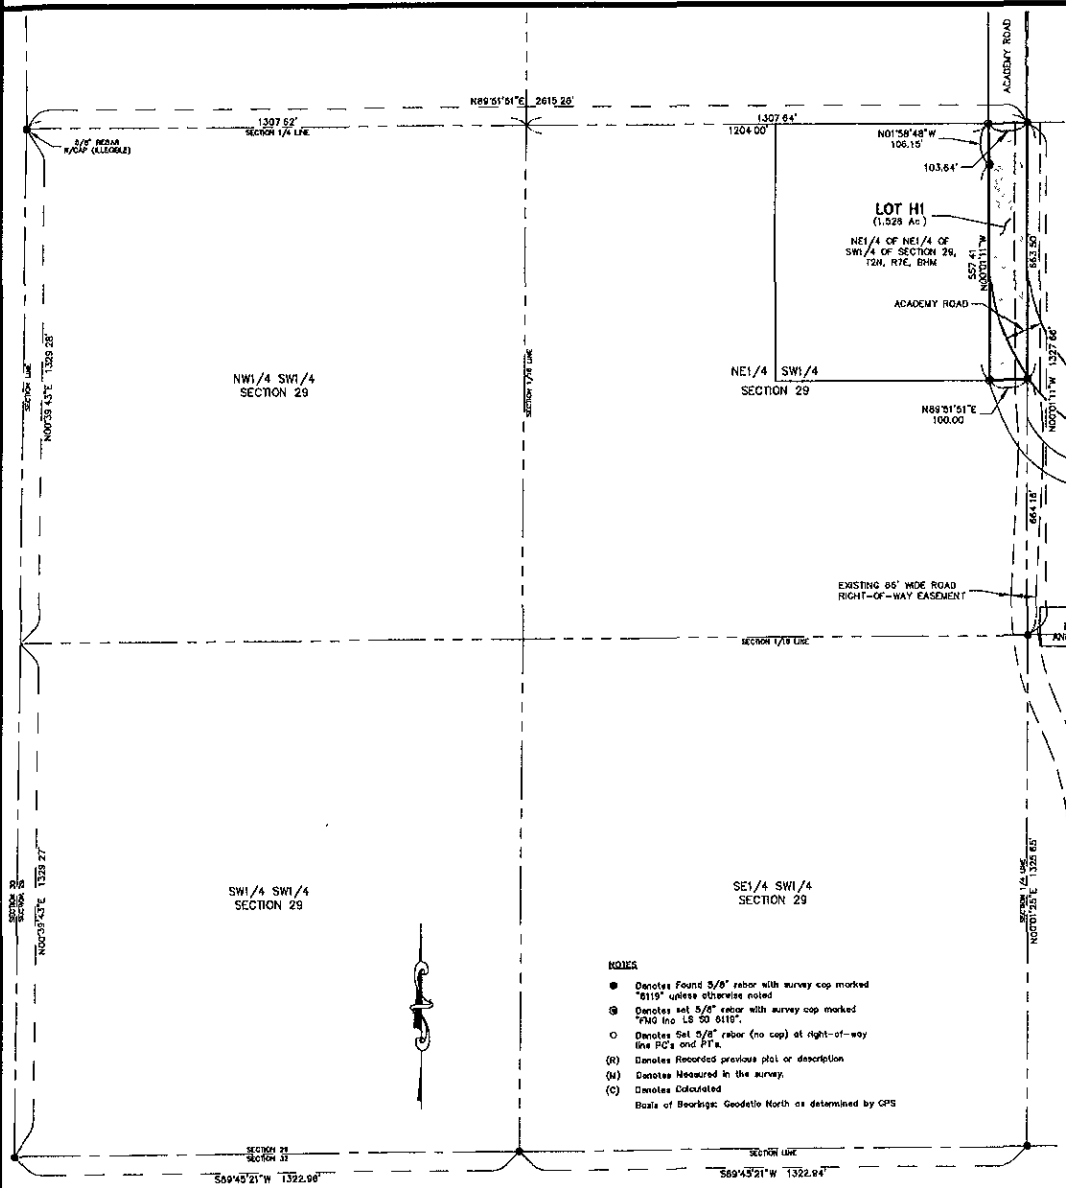 ACADEMY ROAD
N89°51'51"E 2615.26'
1307.52'
SECTION 1/4 LINE
1307.64'
1204.00'
5/8" REBAR
W/CAP (ILLEGIBLE)
N01°58'48"W
106.15'
103.64'
LOT H1
(1.528 Ac)
NE1/4 OF NE1/4 OF
SW1/4 OF SECTION 29,
T2N, R7E, BHM
557.41
N00°01'11"W
663.50
ACADEMY ROAD
N00°01'11"W 1327.66'
SECTION LINE
N00°39'43"E 1329.28'
NW1/4 SW1/4
SECTION 29
SECTION 1/16 LINE
NE1/4 SW1/4
SECTION 29
N89°51'51"E
100.00
664.16'
EXISTING 66' WIDE ROAD
RIGHT-OF-WAY EASEMENT
SECTION 1/16 LINE
SW1/4 SW1/4
SECTION 29
SE1/4 SW1/4
SECTION 29
SECTION 30
SECTION 29
N00°39'43"E 1329.27'
SECTION 1/4 LINE
N00°01'25"E 1325.65'
NOTES
Denotes Found 5/8" rebar with survey cap marked
"6119" unless otherwise noted
Denotes set 5/8" rebar with survey cap marked
"FMG Inc LS SD 6119".
Denotes Set 5/8" rebar (no cap) at right-of-way
line PC's and PT's.
(R) Denotes Recorded previous plat or description
(M) Denotes Measured in the survey.
(C) Denotes Calculated
Basis of Bearings: Geodetic North as determined by GPS
SECTION 29
SECTION 32
S89°45'21"W 1322.96'
SECTION LINE
S89°45'21"W 1322.94'